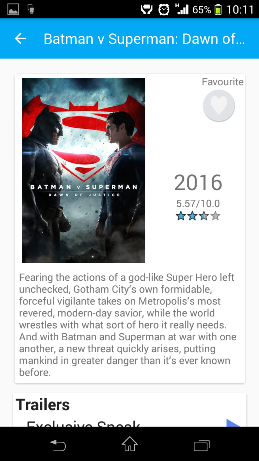 65% 10:11
Batman v Superman: Dawn of...
Favourite
BATMAN V SUPERMAN
DAWN OF JUSTICE
2016
5.57/10.0
Fearing the actions of a god-like Super Hero left
unchecked, Gotham City's own formidable,
forceful vigilante takes on Metropolis's most
revered, modern-day savior, while the world
wrestles with what sort of hero it really needs.
And with Batman and Superman at war with one
another, a new threat quickly arises, putting
mankind in greater danger than it's ever known
before.
Trailers
Exclusive Sneak